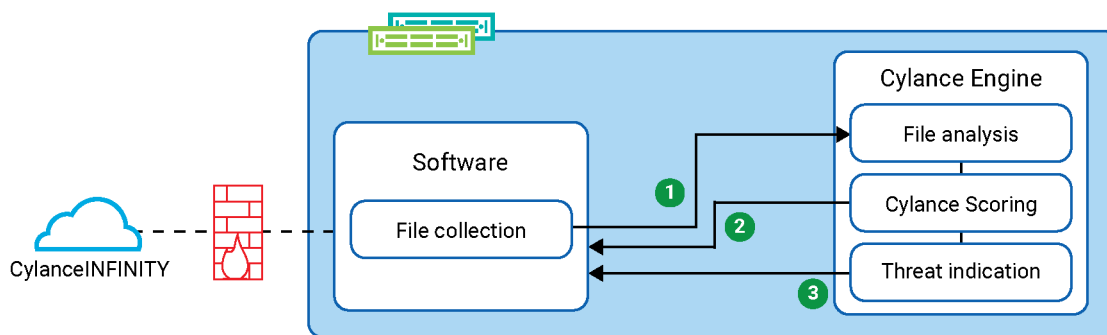 Cylance Engine
File analysis
Software
1
Cylance Scoring
File collection
2
CylanceINFINITY
Threat indication
3